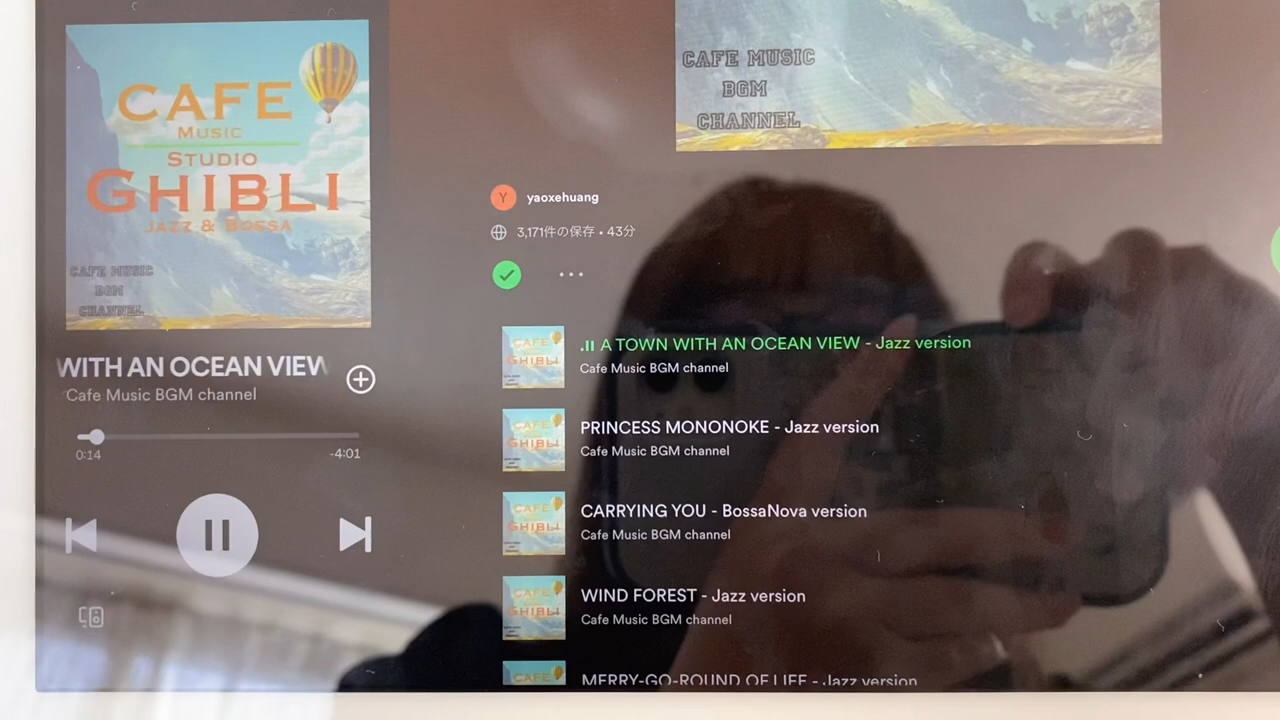 CAFE
MUSIC
STUDIO
GHIBLI
JAZZ & BOSSA
CAFE MUSIC
BGM
CHANNEL
WITH AN OCEAN VIEW
Cafe Music BGM channel
0:14
-4:01
CAFE MUSIC
BGM
CHANNEL
Y
yaoxehuang
3,171件の保存 • 43分
A TOWN WITH AN OCEAN VIEW - Jazz version
Cafe Music BGM channel
PRINCESS MONONOKE - Jazz version
Cafe Music BGM channel
CARRYING YOU - BossaNova version
Cafe Music BGM channel
WIND FOREST - Jazz version
Cafe Music BGM channel
MERRY-GO-ROUND OF LIFE - Jazz version